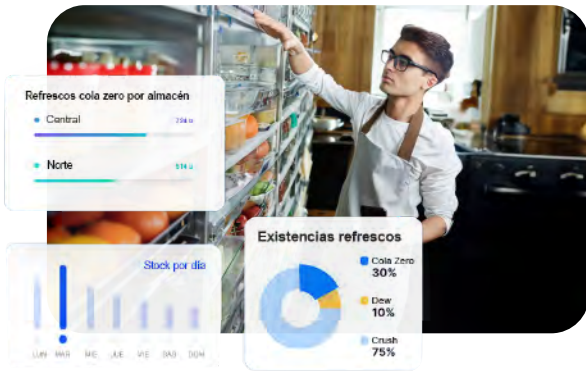 Refrescos cola zero por almacén
Central
Norte
Stock por día
LUN MAR MIE JUE VIE SAB DOM
Existencias refrescos
Cola Zero
30%
Dew
10%
Crush
75%